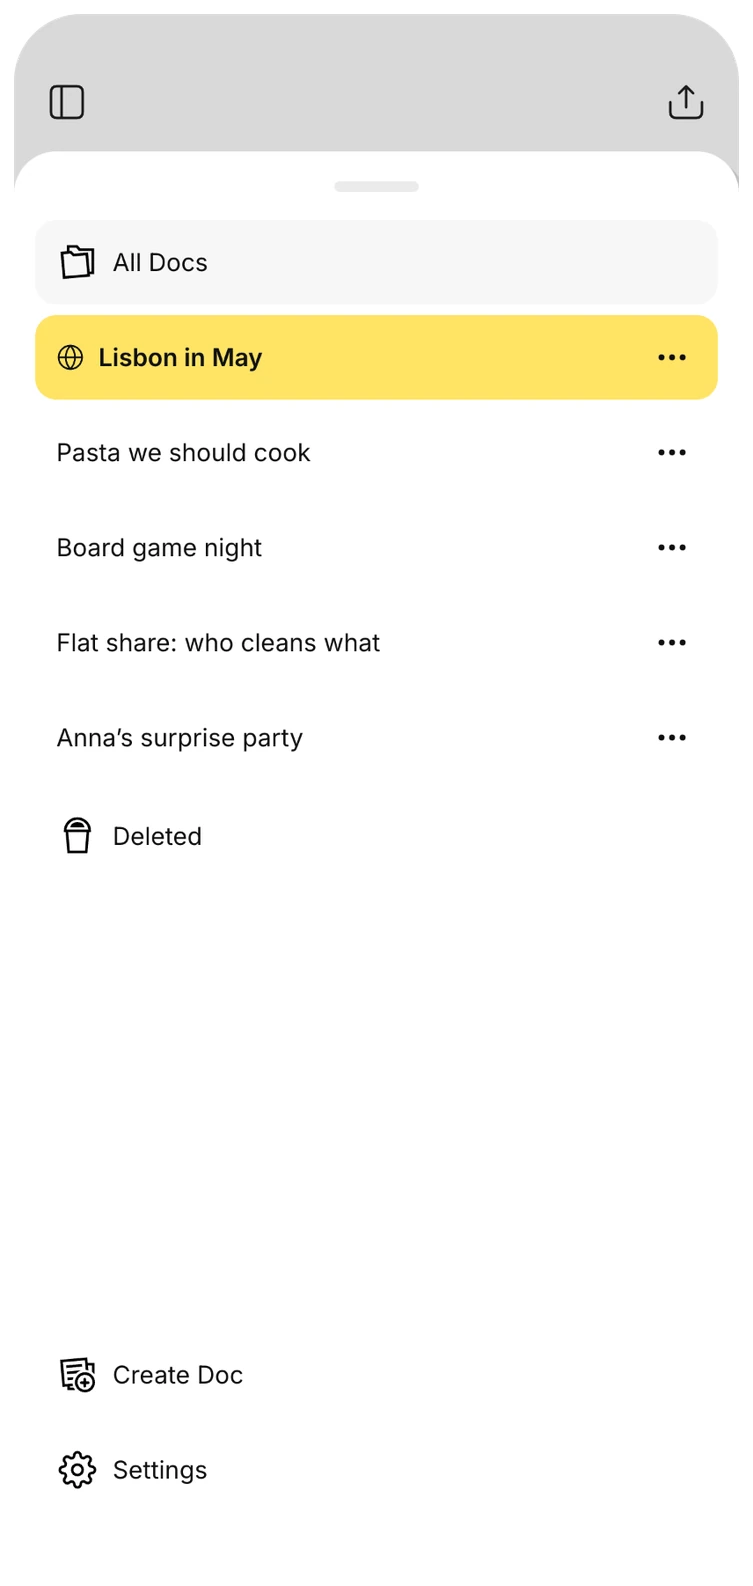 All Docs
Lisbon in May
Pasta we should cook
Board game night
Flat share: who cleans what
Anna’s surprise party
Deleted
Create Doc
Settings